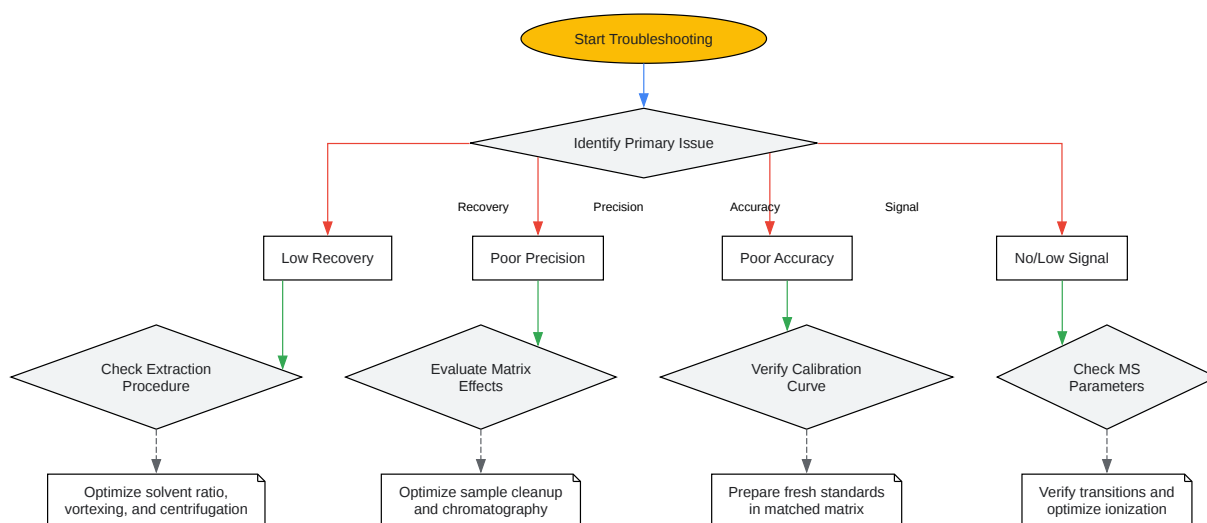 Start Troubleshooting
Identify Primary Issue
Recovery
Precision
Accuracy
Signal
Low Recovery
Poor Precision
Poor Accuracy
No/Low Signal
Check Extraction
Procedure
Evaluate Matrix
Effects
Verify Calibration
Curve
Check MS
Parameters
Optimize solvent ratio,
vortexing, and centrifugation
Optimize sample cleanup
and chromatography
Prepare fresh standards
in matched matrix
Verify transitions and
optimize ionization